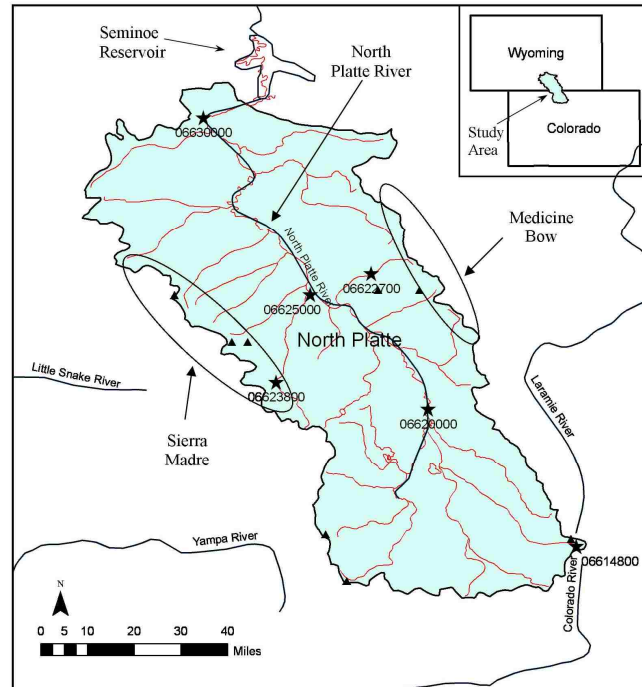 Seminoe
Reservoir
North
Platte River
Wyoming
Study
Area
Colorado
06630000
Medicine
Bow
North Platte River
06622700
06625000
North Platte
Little Snake River
06623800
06620000
Laramie River
Sierra
Madre
Yampa River
06614800
Colorado River
N
0 5 10 20 30 40
Miles